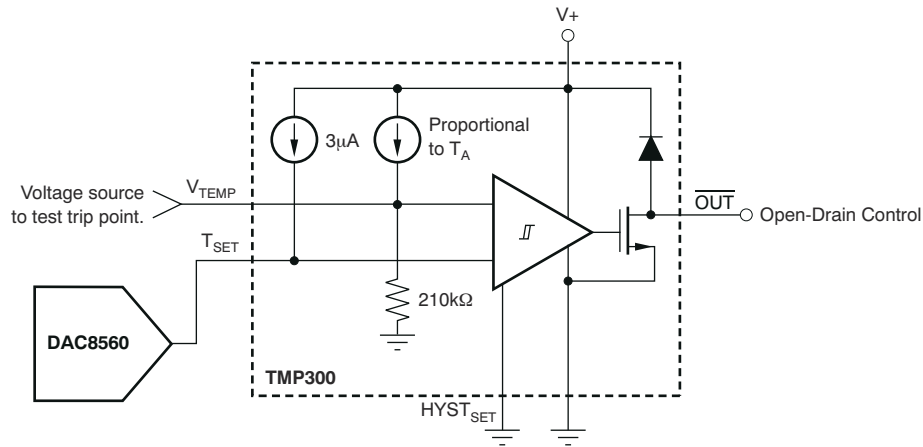 V+
3μA
Proportional
to T_A
Voltage source
to test trip point.
V_TEMP
OUT
Open-Drain Control
T_SET
210kΩ
DAC8560
TMP300
HYST_SET